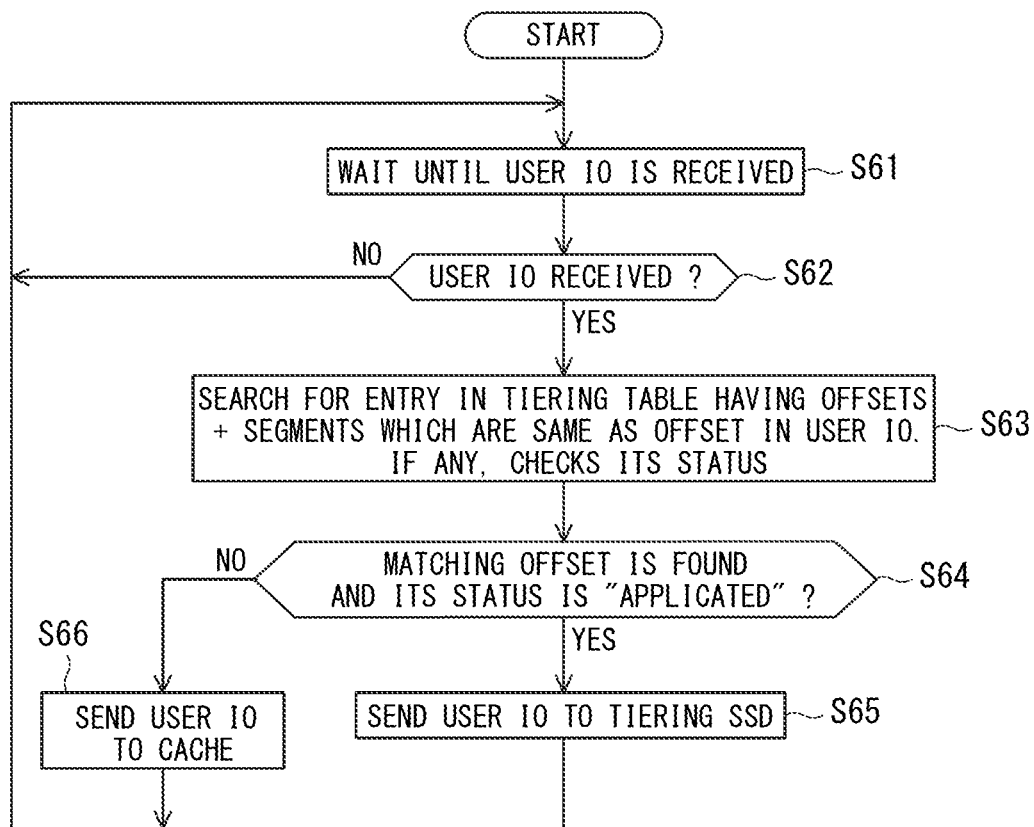 START
WAIT UNTIL USER IO IS RECEIVED
S61
NO
USER IO RECEIVED ?
S62
YES
SEARCH FOR ENTRY IN TIERING TABLE HAVING OFFSETS
+ SEGMENTS WHICH ARE SAME AS OFFSET IN USER IO.
IF ANY, CHECKS ITS STATUS
S63
NO
MATCHING OFFSET IS FOUND
AND ITS STATUS IS "APPLICATED" ?
S64
YES
S66
SEND USER IO
TO CACHE
SEND USER IO TO TIERING SSD
S65